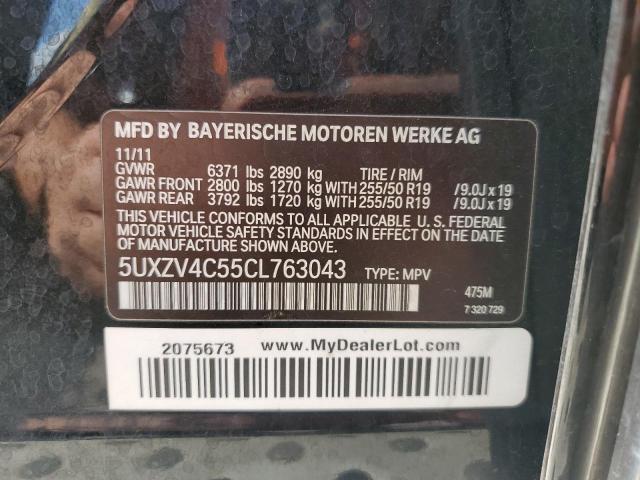 MFD BY BAYERISCHE MOTOREN WERKE AG
11/11
GVWR 6371 lbs 2890 kg TIRE / RIM
GAWR FRONT 2800 lbs 1270 kg WITH 255/50 R19 /9.0J x 19
GAWR REAR 3792 lbs 1720 kg WITH 255/50 R19 /9.0J x 19
THIS VEHICLE CONFORMS TO ALL APPLICABLE U. S. FEDERAL
MOTOR VEHICLE SAFETY STANDARDS IN EFFECT ON THE DATE OF MANUFACTURE
SHOWN ABOVE.
5UXZV4C55CL763043 TYPE: MPV
475M
7 320 729
2075673 www.MyDealerLot.com